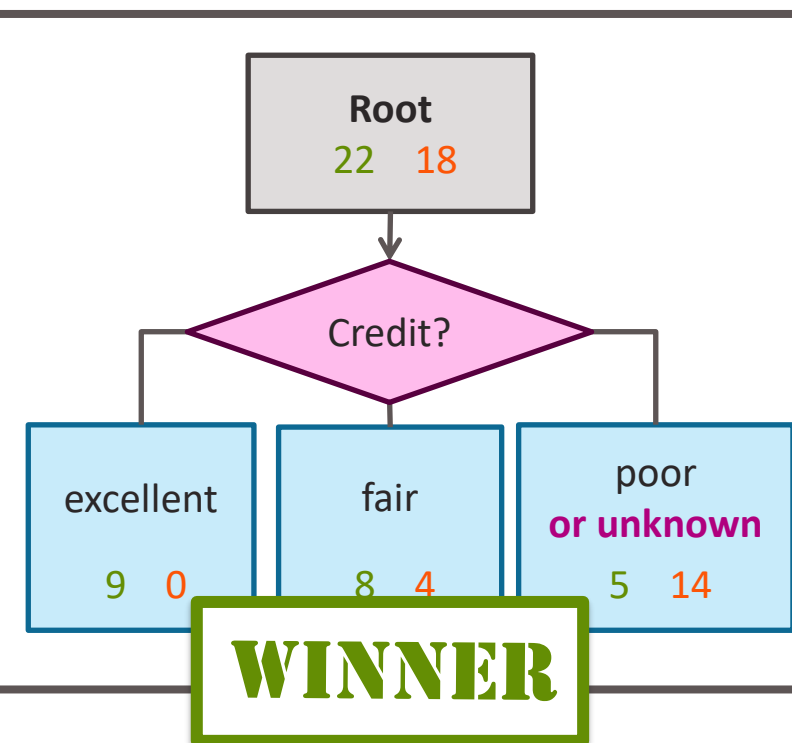 Root
22 18
Credit?
excellent
9 0
fair
8 4
poor
or unknown
5 14
WINNER